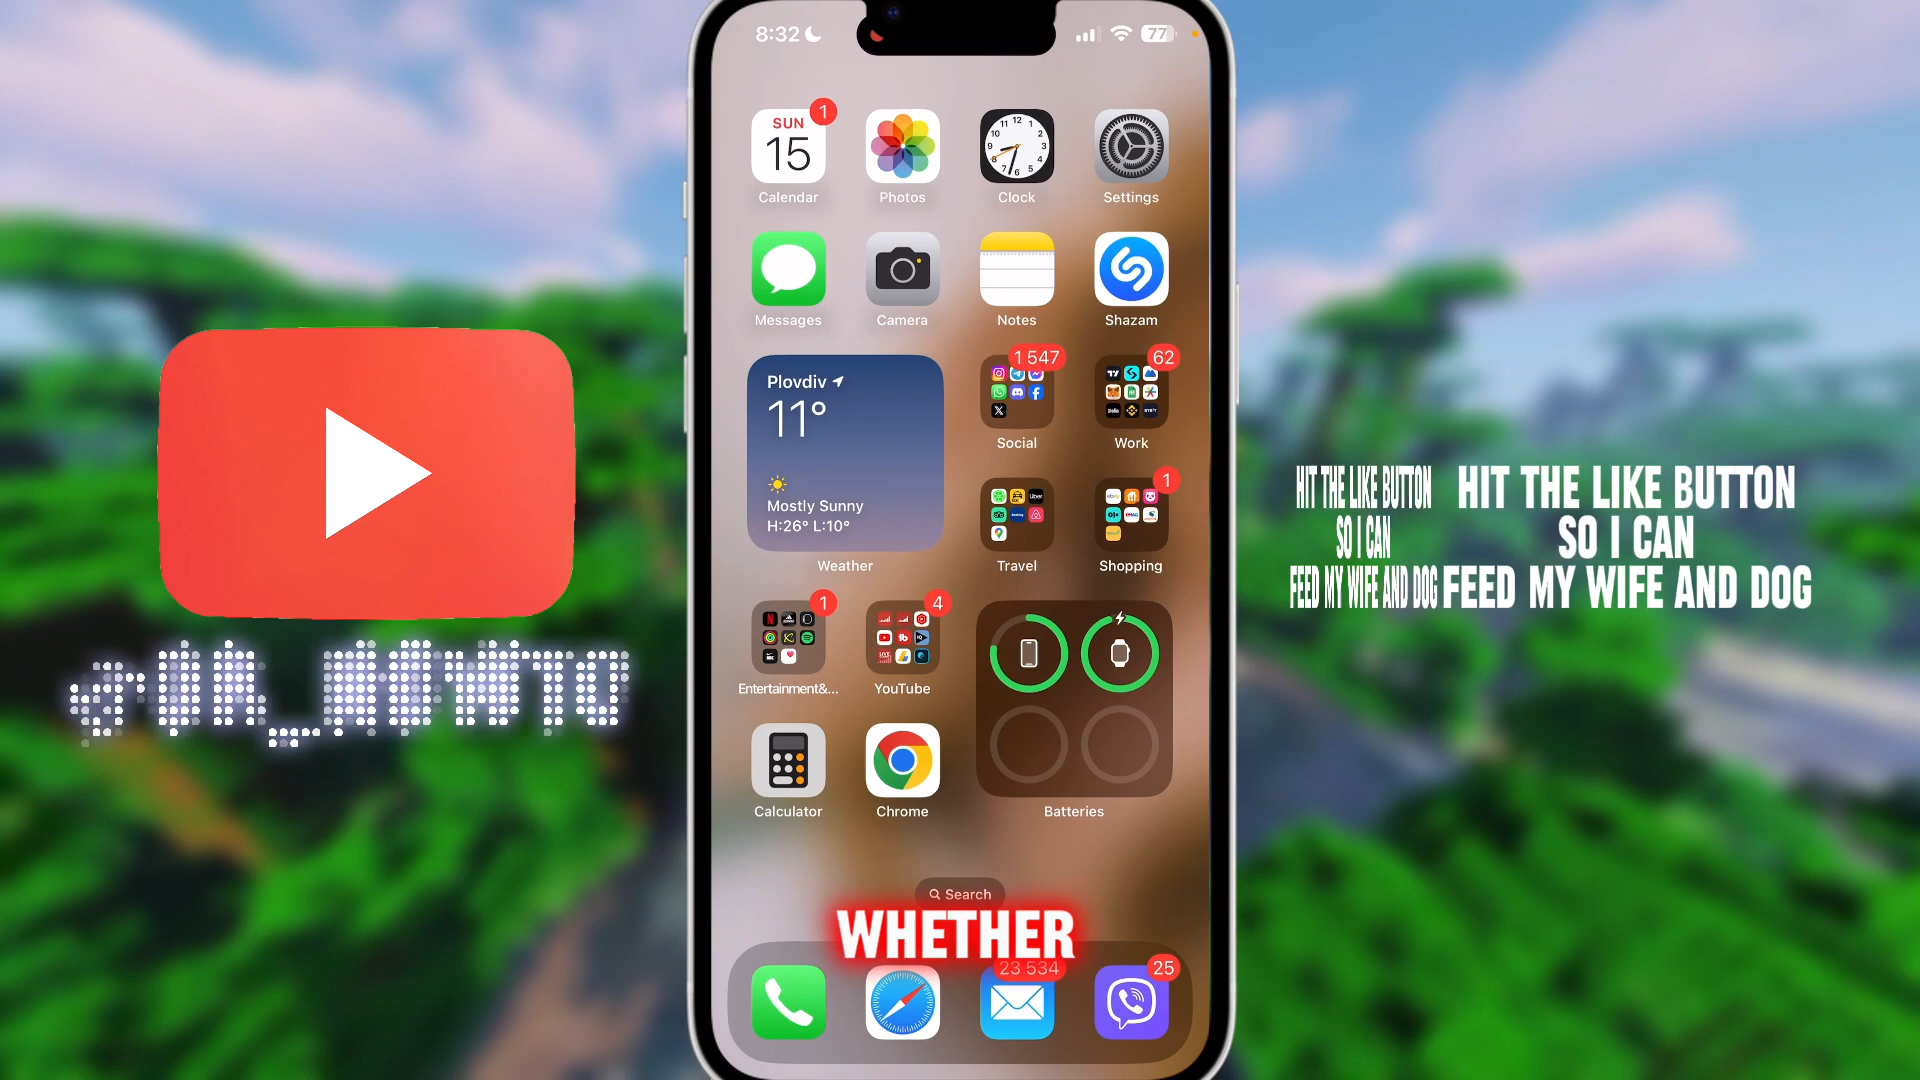 8:32
77
1
SUN
15
Calendar
Photos
Clock
Settings
Messages
Camera
Notes
Shazam
Plovdiv
11°
Mostly Sunny
H:26° L:10°
Weather
1 547
Social
62
Work
Uber
Travel
1
ebay
Shopping
1
Entertainment&...
4
YouTube
Batteries
Calculator
Chrome
Search
WHETHER
23 534
25
HIT THE LIKE BUTTON
SO I CAN
FEED MY WIFE AND DOG
HIT THE LIKE BUTTON
SO I CAN
FEED MY WIFE AND DOG